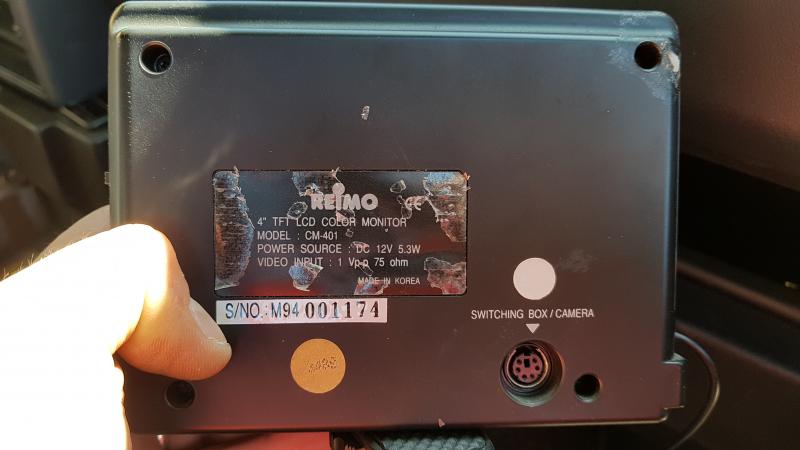 REIMO CE
4" TFT LCD COLOR MONITOR
MODEL : CM-401
POWER SOURCE : DC 12V 5.3W
VIDEO INPUT : 1 Vp-p 75 ohm
MADE IN KOREA
S/NO.:M94 001174
SWITCHING BOX/CAMERA